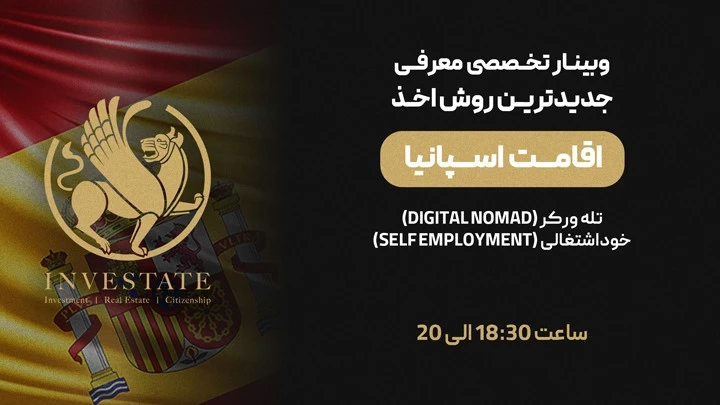 وبینار تخصصی معرفی
جدیدترین روش اخذ
اقامت اسپانیا
تله ورکر (DIGITAL NOMAD)
خوداشتغالی (SELF EMPLOYMENT)
ساعت 18:30 الی 20
INVESTATE
Investment | Real Estate | Citizenship